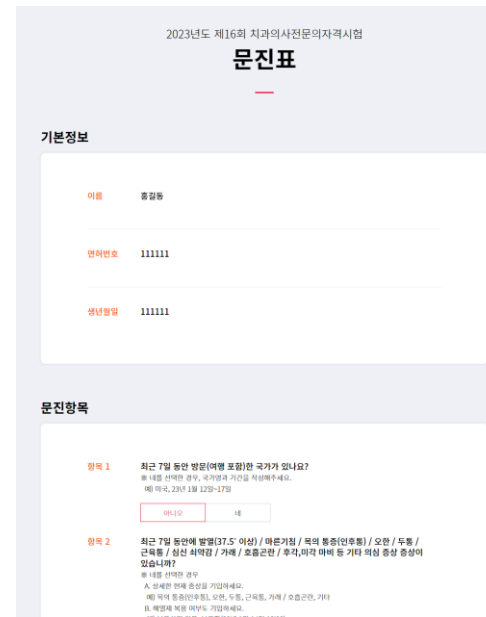 2023년도 제16회 치과의사전문의자격시험
문진표
기본정보
이름 홍길동
면허번호 111111
생년월일 111111
문진항목
항목 1 최근 7일 동안 방문(여행 포함)한 국가가 있나요?
※ 네를 선택한 경우, 국가명과 기간을 작성해주세요.
예) 미국, 23년 1월 12일~17일
아니오 네
항목 2 최근 7일 동안에 발열(37.5° 이상) / 마른기침 / 목의 통증(인후통) / 오한 / 두통 /
근육통 / 심신 쇠약감 / 가래 / 호흡곤란 / 후각,미각 마비 등 기타 의심 증상 증상이
있습니까?
※ 네를 선택한 경우
A. 상세한 현재 증상을 기입하세요.
예) 목의 통증(인후통), 오한, 두통, 근육통, 가래 / 호흡곤란, 기타
B. 해열제 복용 여부도 기입하세요.